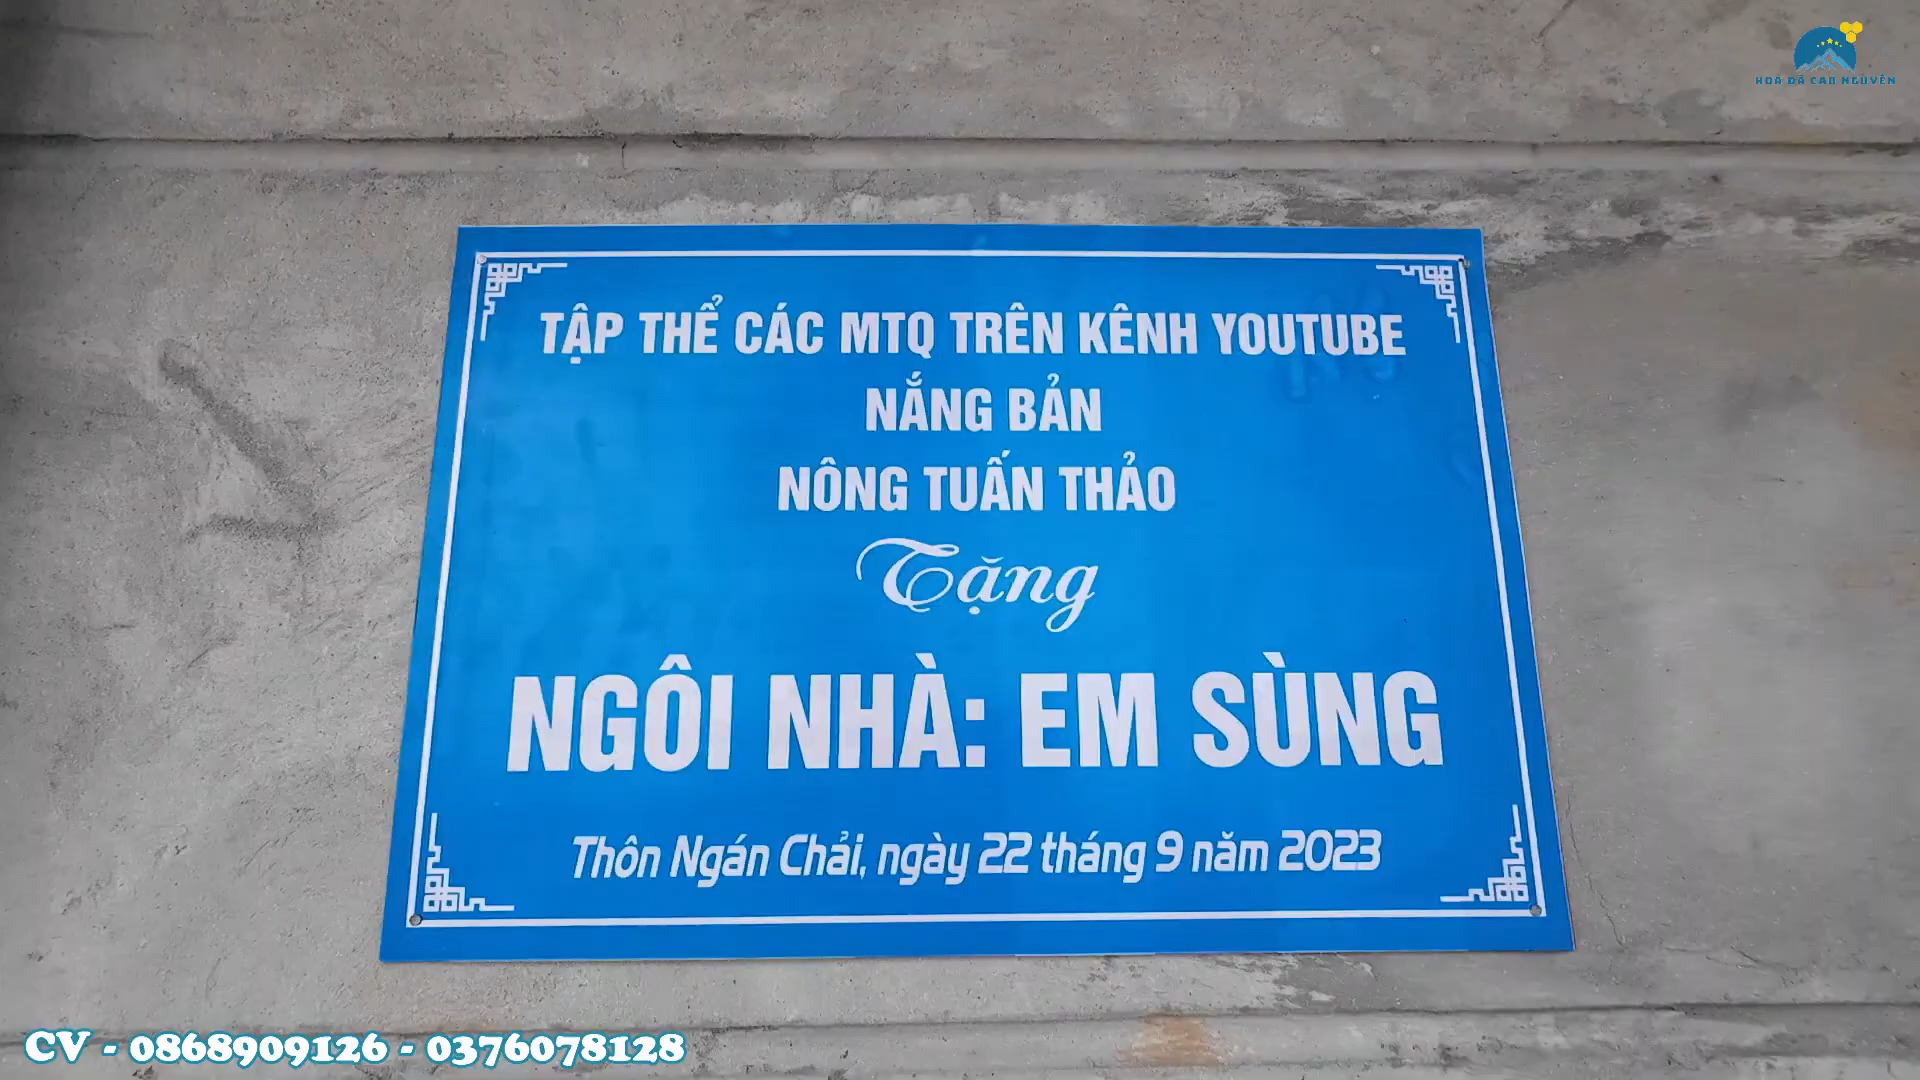 HOA ĐÁ CAO NGUYÊN
TẬP THỂ CÁC MTQ TRÊN KÊNH YOUTUBE
NẮNG BẢN
NÔNG TUẤN THẢO
Tặng
NGÔI NHÀ: EM SÙNG
Thôn Ngán Chải, ngày 22 tháng 9 năm 2023
CV - 0868909126 - 0376078128